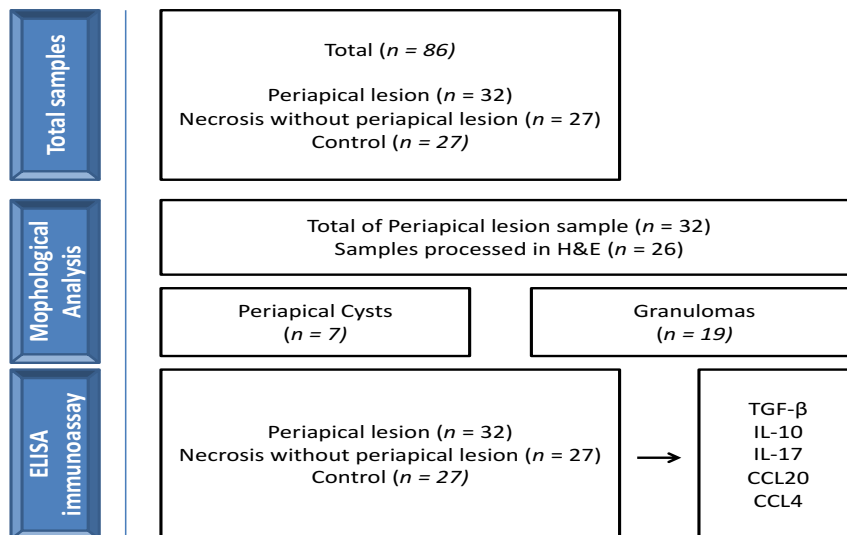 Total samples
Total (n = 86)
Periapical lesion (n = 32)
Necrosis without periapical lesion (n = 27)
Control (n = 27)
Mophological
Analysis
Total of Periapical lesion sample (n = 32)
Samples processed in H&E (n = 26)
Periapical Cysts
(n = 7)
Granulomas
(n = 19)
ELISA
immunoassay
Periapical lesion (n = 32)
Necrosis without periapical lesion (n = 27)
Control (n = 27)
TGF-β
IL-10
IL-17
CCL20
CCL4